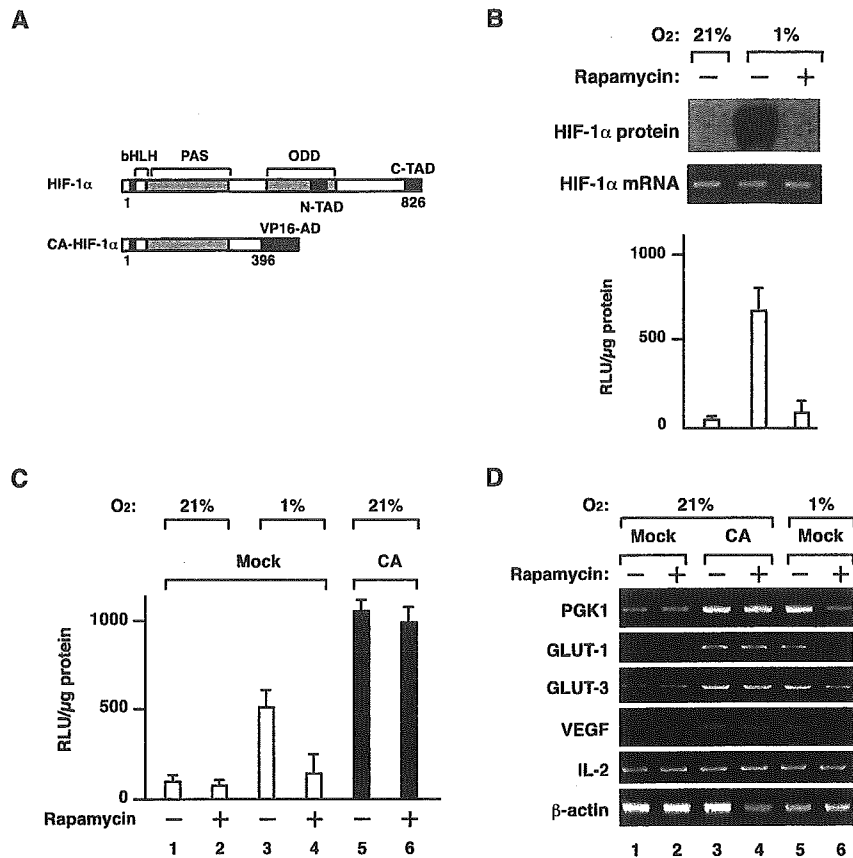 A
bHLH PAS ODD C-TAD
HIF-1α
1 N-TAD 826
VP16-AD
CA-HIF-1α
1 396
B
O2: 21% 1%
Rapamycin: − − +
HIF-1α protein
HIF-1α mRNA
1000
500
0
RLU/µg protein
C
O2: 21% 1% 21%
Mock CA
1000
500
0
RLU/µg protein
Rapamycin − + − + − +
1 2 3 4 5 6
D
O2: 21% 1%
Mock CA Mock
Rapamycin: − + − + − +
PGK1
GLUT-1
GLUT-3
VEGF
IL-2
β-actin
1 2 3 4 5 6